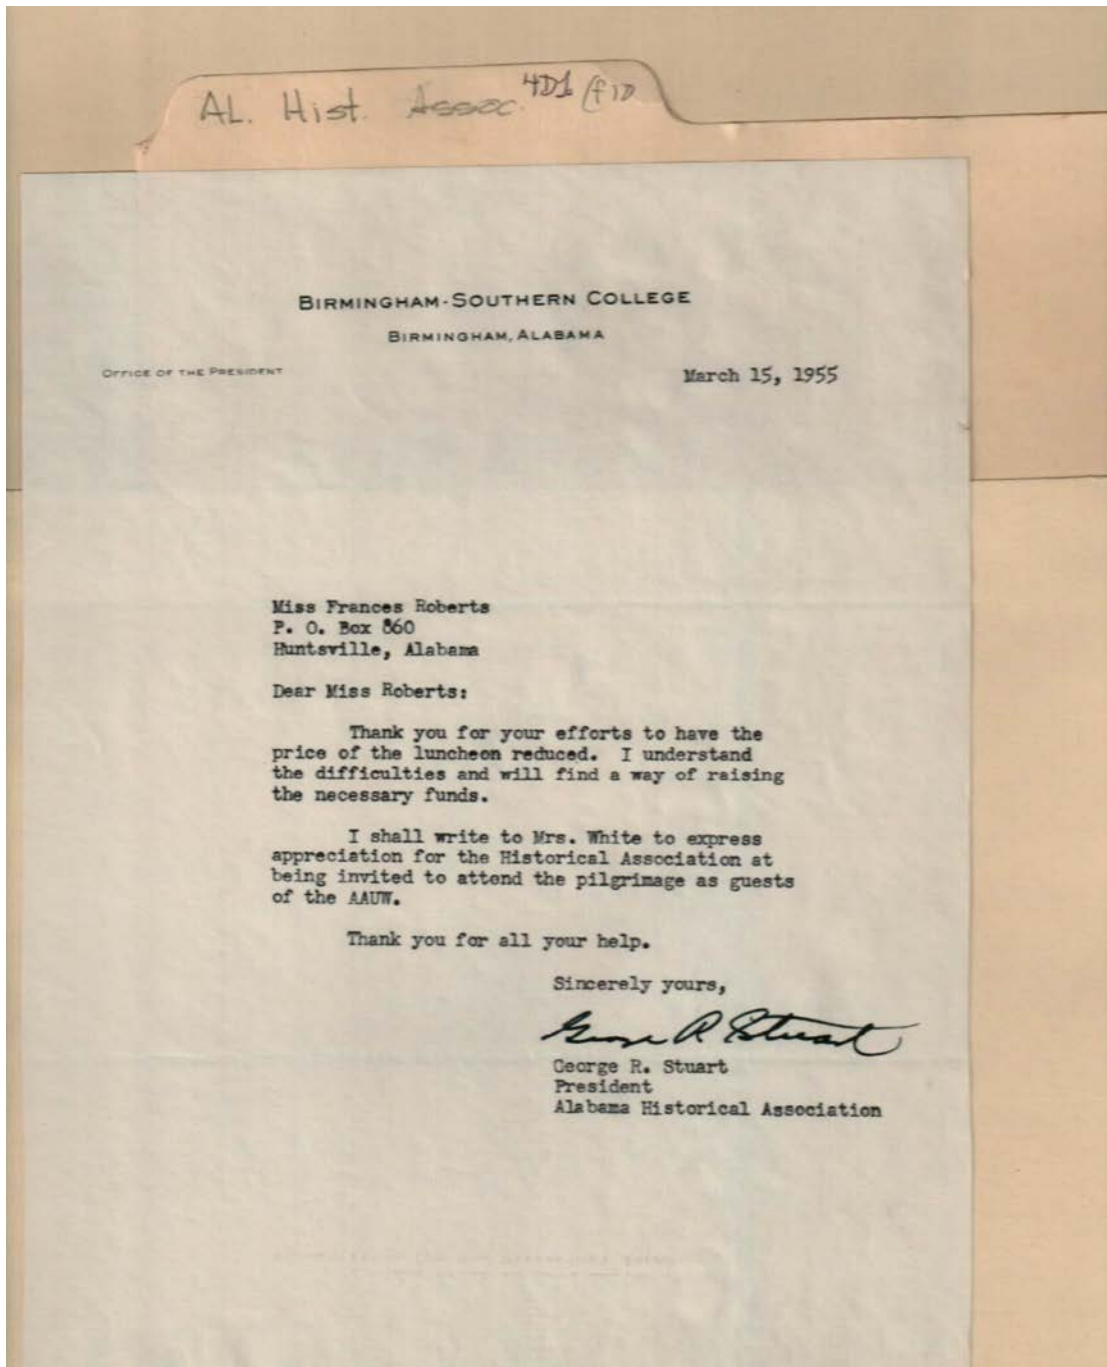 AL. Hist. Assoc. 4D1 (f10
BIRMINGHAM-SOUTHERN COLLEGE
BIRMINGHAM, ALABAMA
OFFICE OF THE PRESIDENT
March 15, 1955
Miss Frances Roberts
P. O. Box 860
Huntsville, Alabama
Dear Miss Roberts:
Thank you for your efforts to have the
price of the luncheon reduced. I understand
the difficulties and will find a way of raising
the necessary funds.
I shall write to Mrs. White to express
appreciation for the Historical Association at
being invited to attend the pilgrimage as guests
of the AAUW.
Thank you for all your help.
Sincerely yours,
George R Stuart
George R. Stuart
President
Alabama Historical Association